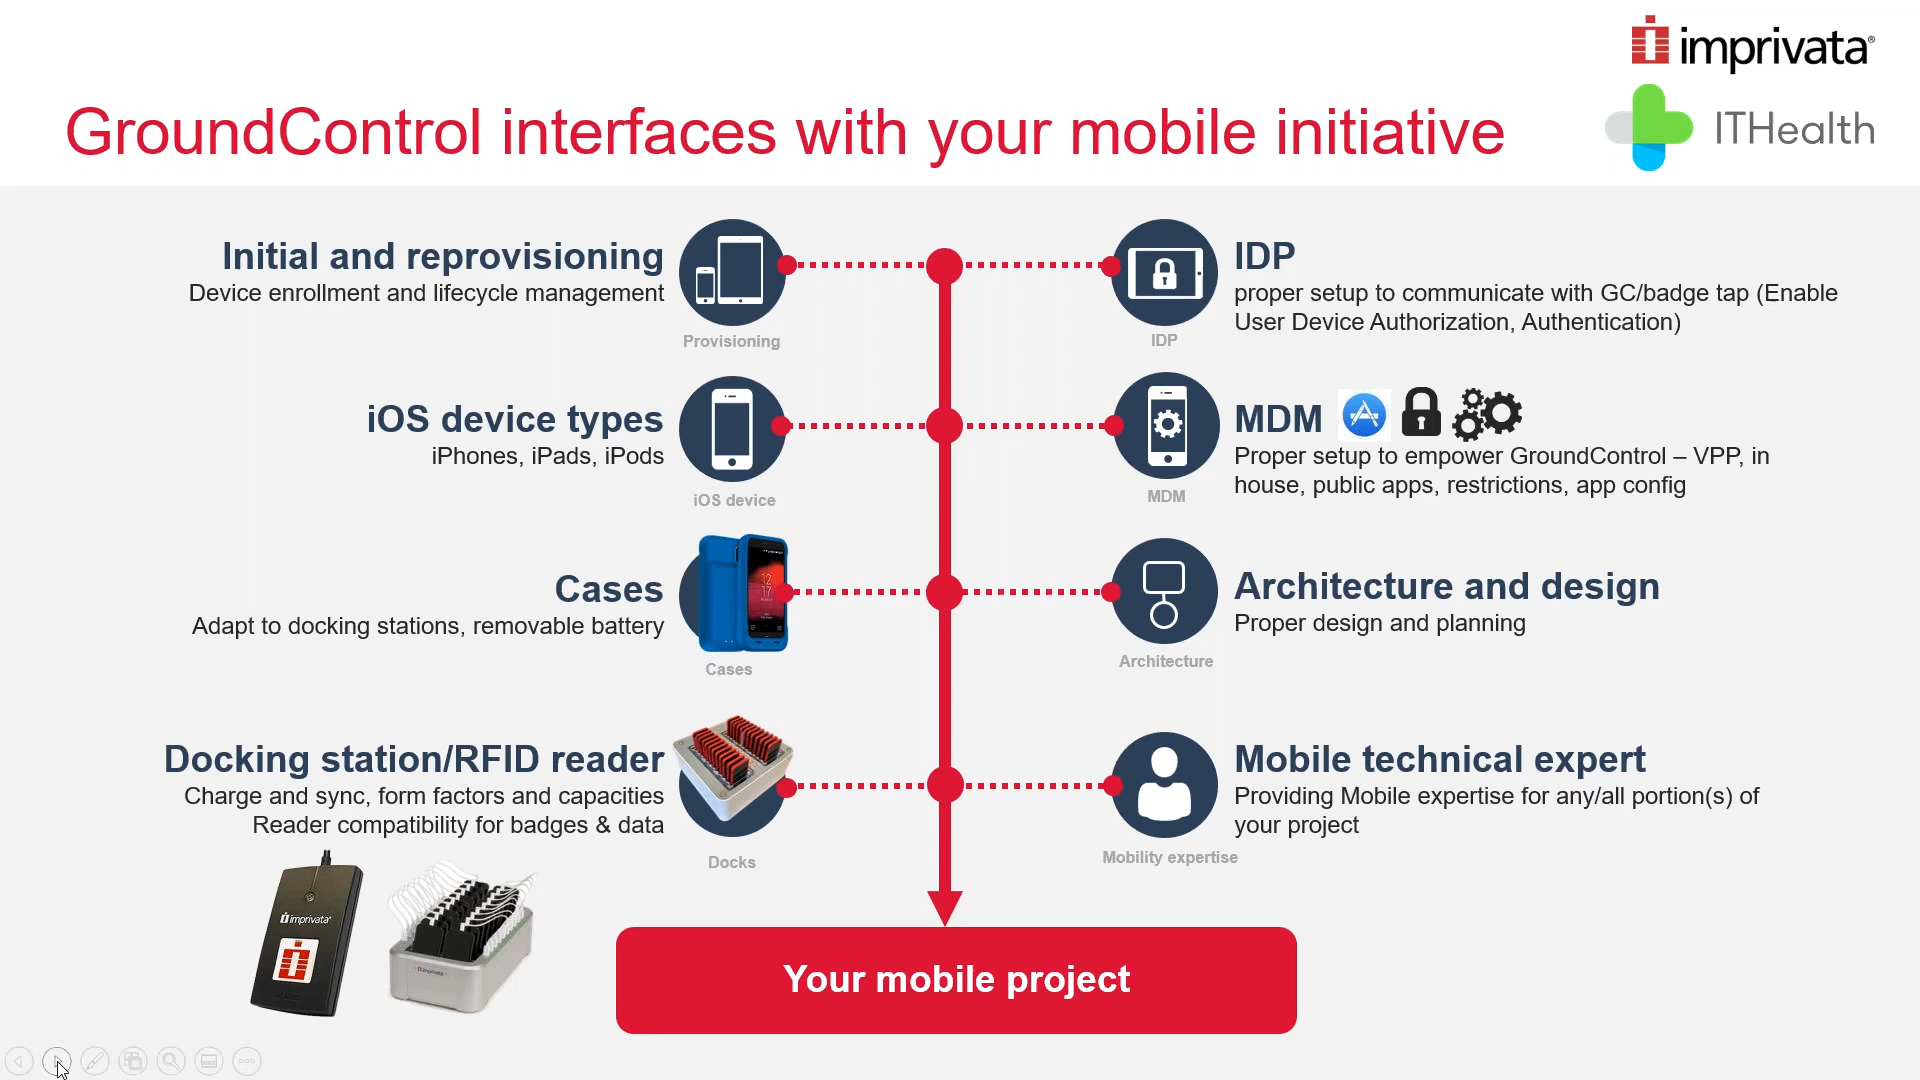 imprivata®
ITHealth
GroundControl interfaces with your mobile initiative
Initial and reprovisioning
Device enrollment and lifecycle management
Provisioning
IDP
proper setup to communicate with GC/badge tap (Enable
User Device Authorization, Authentication)
IDP
iOS device types
iPhones, iPads, iPods
iOS device
MDM
Proper setup to empower GroundControl – VPP, in
house, public apps, restrictions, app config
MDM
Cases
Adapt to docking stations, removable battery
12
Cases
Architecture and design
Proper design and planning
Architecture
Docking station/RFID reader
Charge and sync, form factors and capacities
Reader compatibility for badges & data
Docks
Mobile technical expert
Providing Mobile expertise for any/all portion(s) of
your project
Mobility expertise
imprivata
imprivata
Your mobile project